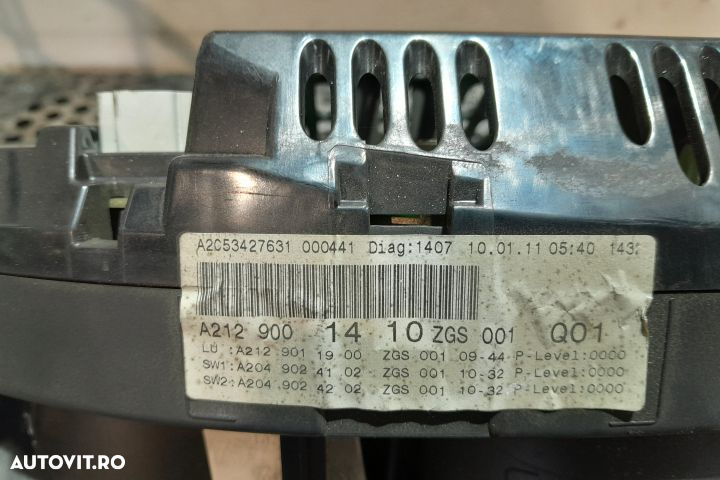 A2C53427631 000441 Diag:1407 10.01.11 05:40 1432
A212 900 14 10 ZGS 001 Q01
LU :A212 901 19 00 ZGS 001 09-44 P-Level:0000
SW1:A204 902 41 02 ZGS 001 10-32 P-Level:0000
SW2:A204 902 42 02 ZGS 001 10-32 P-Level:0000
AUTOVIT.RO